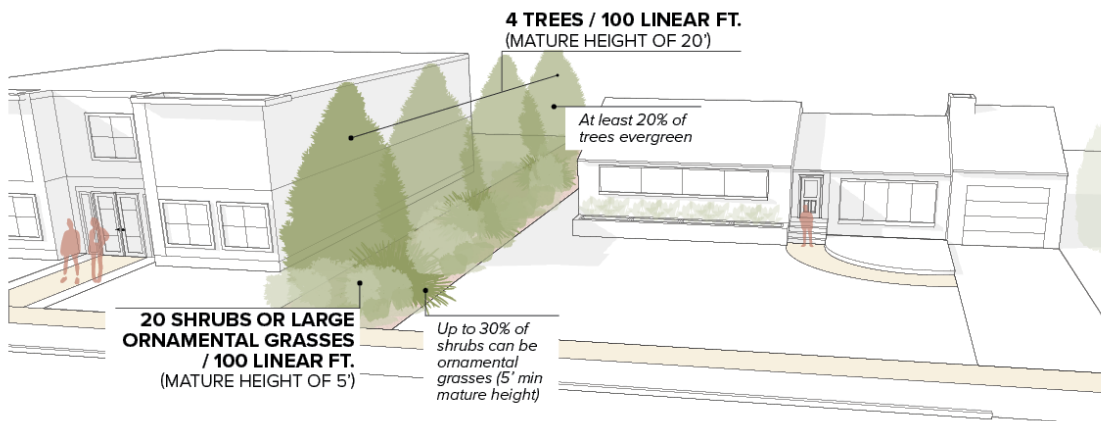 4 TREES / 100 LINEAR FT.
(MATURE HEIGHT OF 20')
At least 20% of
trees evergreen
20 SHRUBS OR LARGE
ORNAMENTAL GRASSES
/ 100 LINEAR FT.
(MATURE HEIGHT OF 5')
Up to 30% of
shrubs can be
ornamental
grasses (5' min
mature height)